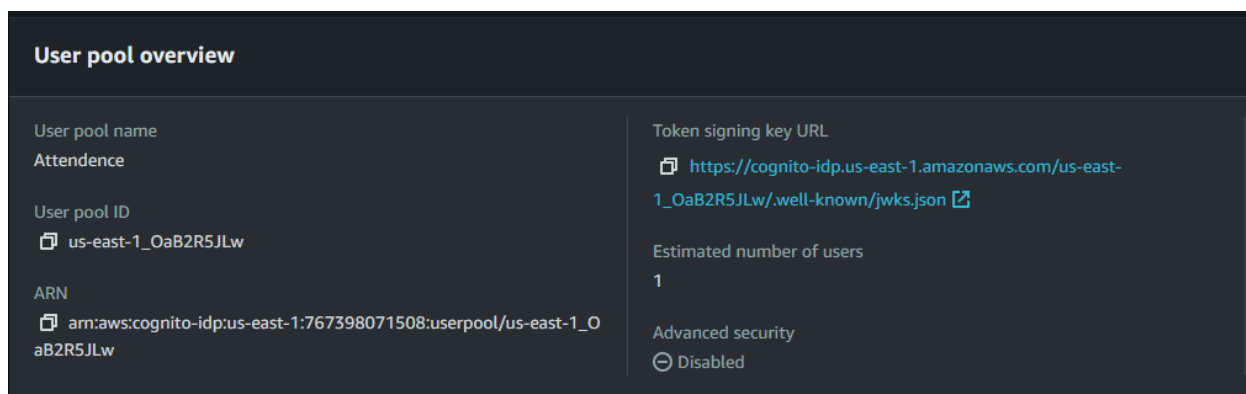 User pool overview
User pool name
Attendence
User pool ID
us-east-1_OaB2R5JLw
ARN
arn:aws:cognito-idp:us-east-1:767398071508:userpool/us-east-1_O
aB2R5JLw
Token signing key URL
https://cognito-idp.us-east-1.amazonaws.com/us-east-
1_OaB2R5JLw/.well-known/jwks.json
Estimated number of users
1
Advanced security
Disabled